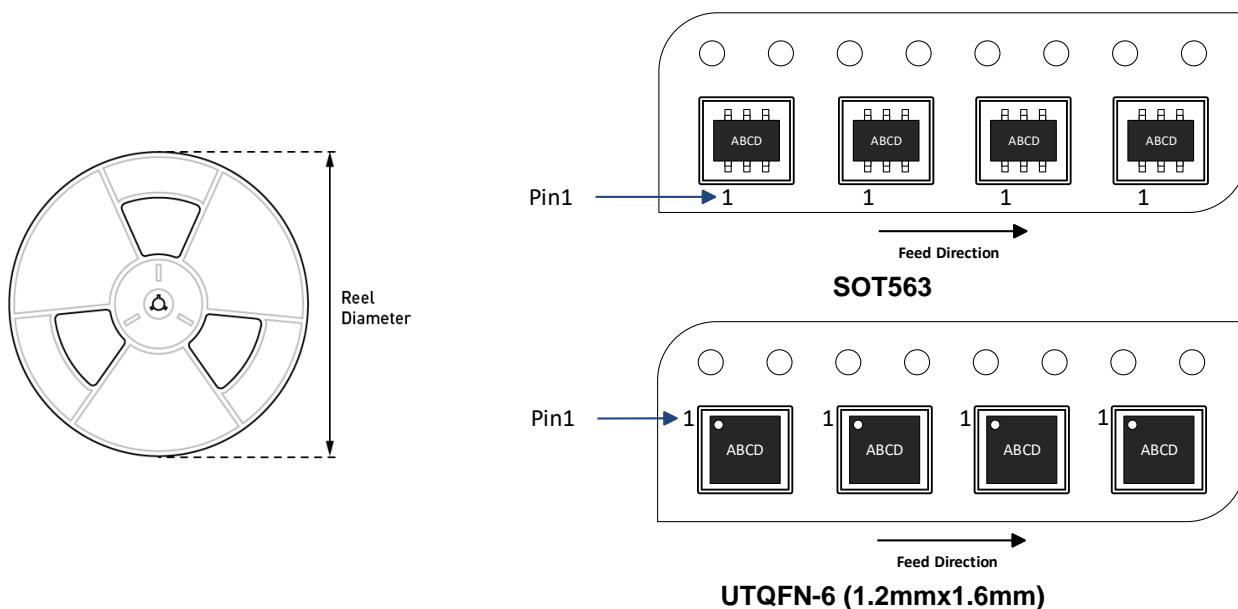 Reel
Diameter
ABCD ABCD ABCD ABCD
Pin1 1 1 1 1
Feed Direction
SOT563
Pin1 1 1 1 1
ABCD ABCD ABCD ABCD
Feed Direction
UTQFN-6 (1.2mmx1.6mm)